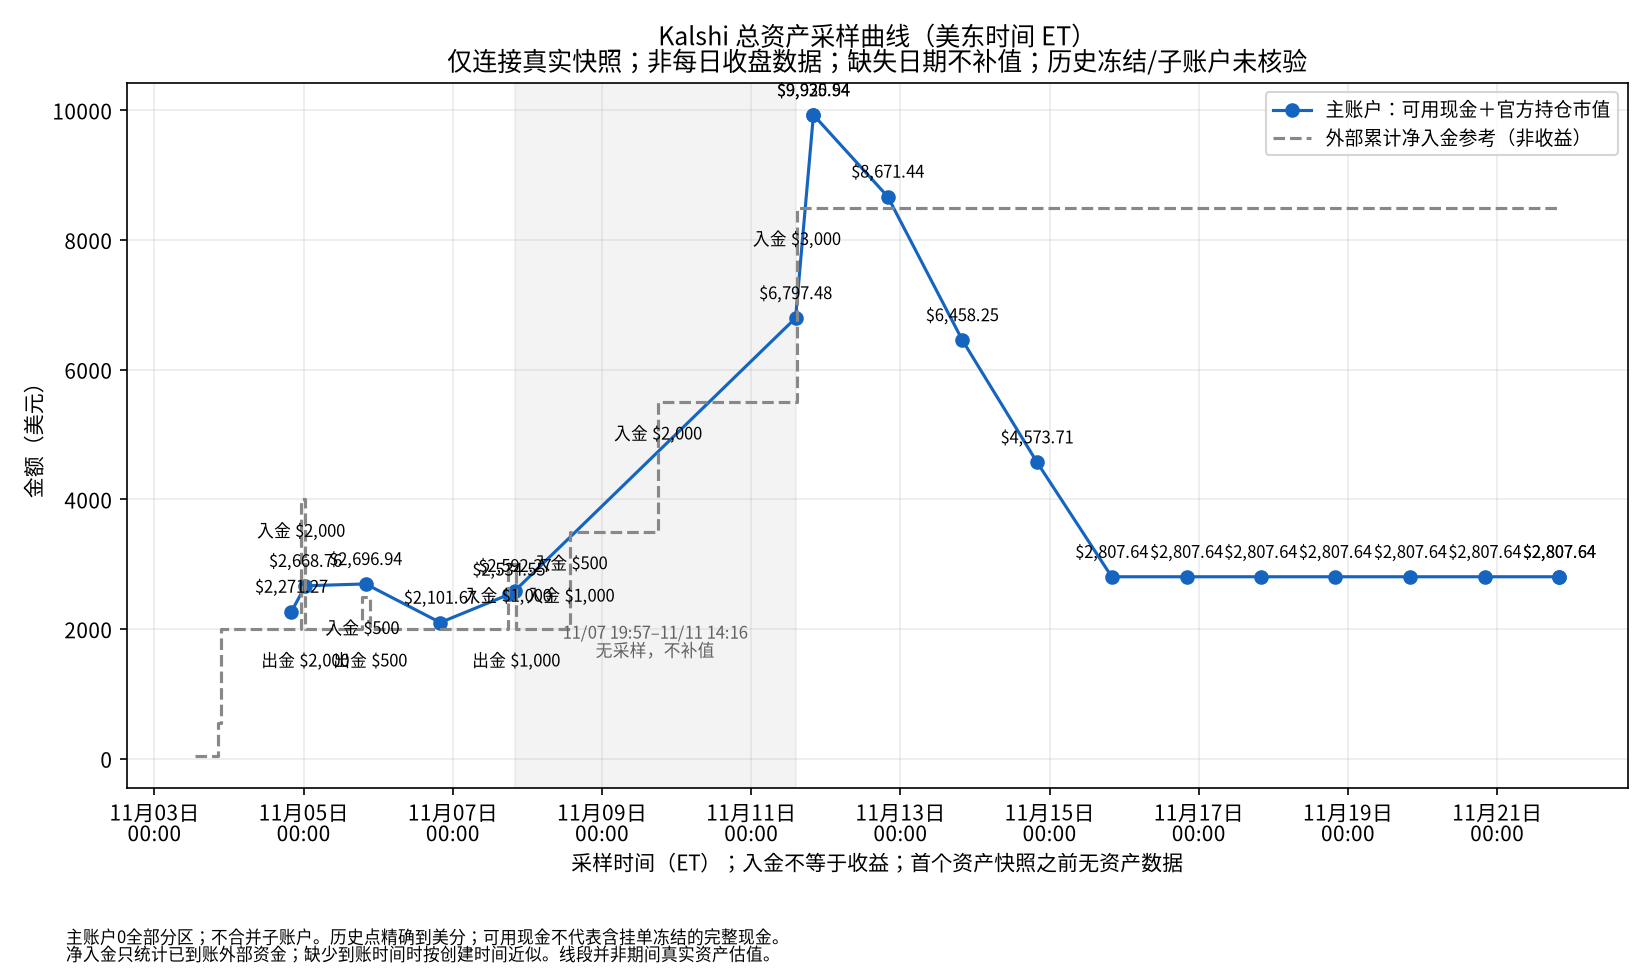 Kalshi 总资产采样曲线（美东时间 ET）
仅连接真实快照；非每日收盘数据；缺失日期不补值；历史冻结/子账户未核验
主账户：可用现金＋官方持仓市值
外部累计净入金参考（非收益）
10000
8000
6000
4000
2000
0
金额（美元）
$8,671.44
入金 $3,000
$6,797.48
$6,458.25
入金 $2,000
$4,573.71
入金 $2,000
$2,668.76
$2,696.94
$2,271.27
$2,101.67
入金 $500
入金 $1,000
入金 $1,000
入金 $500
出金 $2,000
出金 $500
出金 $1,000
11/07 19:57–11/11 14:16
无采样，不补值
$2,807.64
$2,807.64
$2,807.64
$2,807.64
$2,807.64
$2,807.64
$2,807.64
11月03日
00:00
11月05日
00:00
11月07日
00:00
11月09日
00:00
11月11日
00:00
11月13日
00:00
11月15日
00:00
11月17日
00:00
11月19日
00:00
11月21日
00:00
采样时间（ET）；入金不等于收益；首个资产快照之前无资产数据
主账户0全部分区；不合并子账户。历史点精确到美分；可用现金不代表含挂单冻结的完整现金。
净入金只统计已到账外部资金；缺少到账时间时按创建时间近似。线段并非期间真实资产估值。